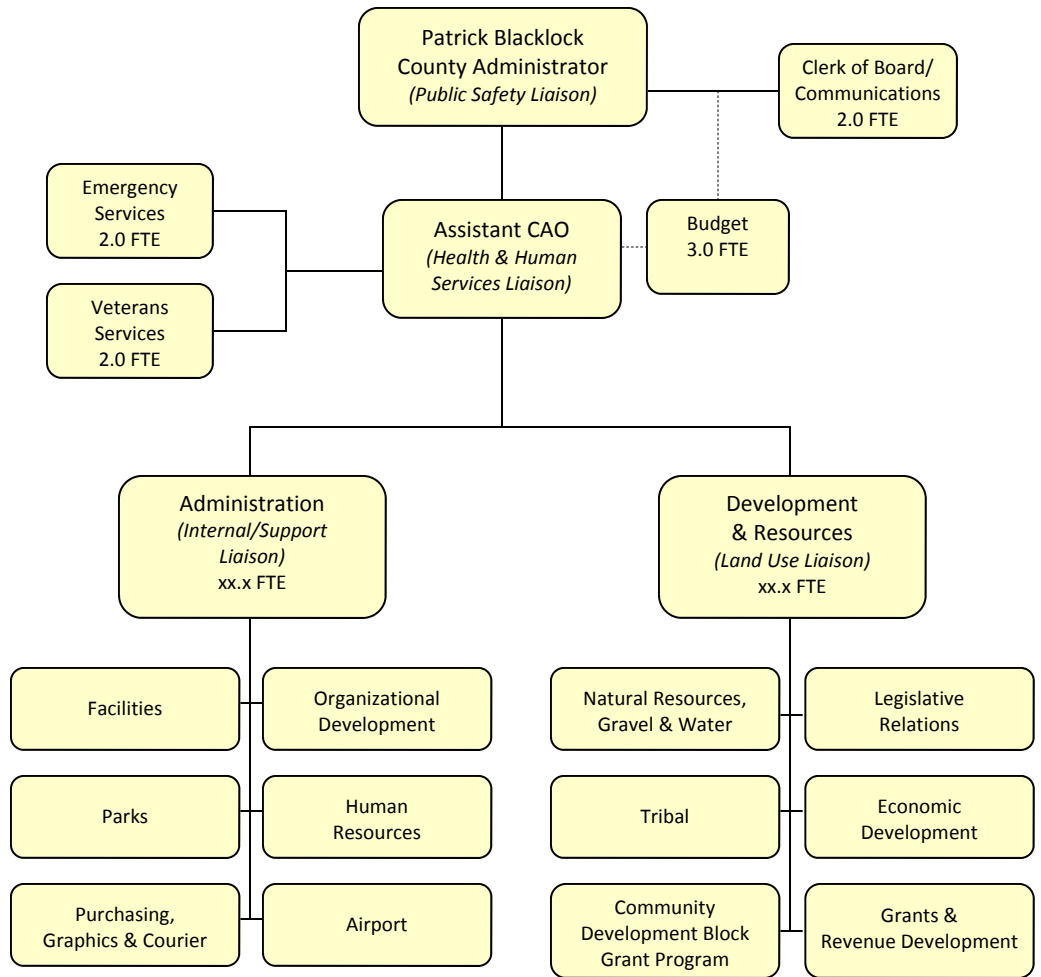 Patrick Blacklock
County Administrator
(Public Safety Liaison)
Clerk of Board/
Communications
2.0 FTE
Emergency
Services
2.0 FTE
Assistant CAO
(Health & Human
Services Liaison)
Budget
3.0 FTE
Veterans
Services
2.0 FTE
Administration
(Internal/Support
Liaison)
xx.x FTE
Development
& Resources
(Land Use Liaison)
xx.x FTE
Facilities
Organizational
Development
Natural Resources,
Gravel & Water
Legislative
Relations
Parks
Human
Resources
Tribal
Economic
Development
Purchasing,
Graphics & Courier
Airport
Community
Development Block
Grant Program
Grants &
Revenue Development